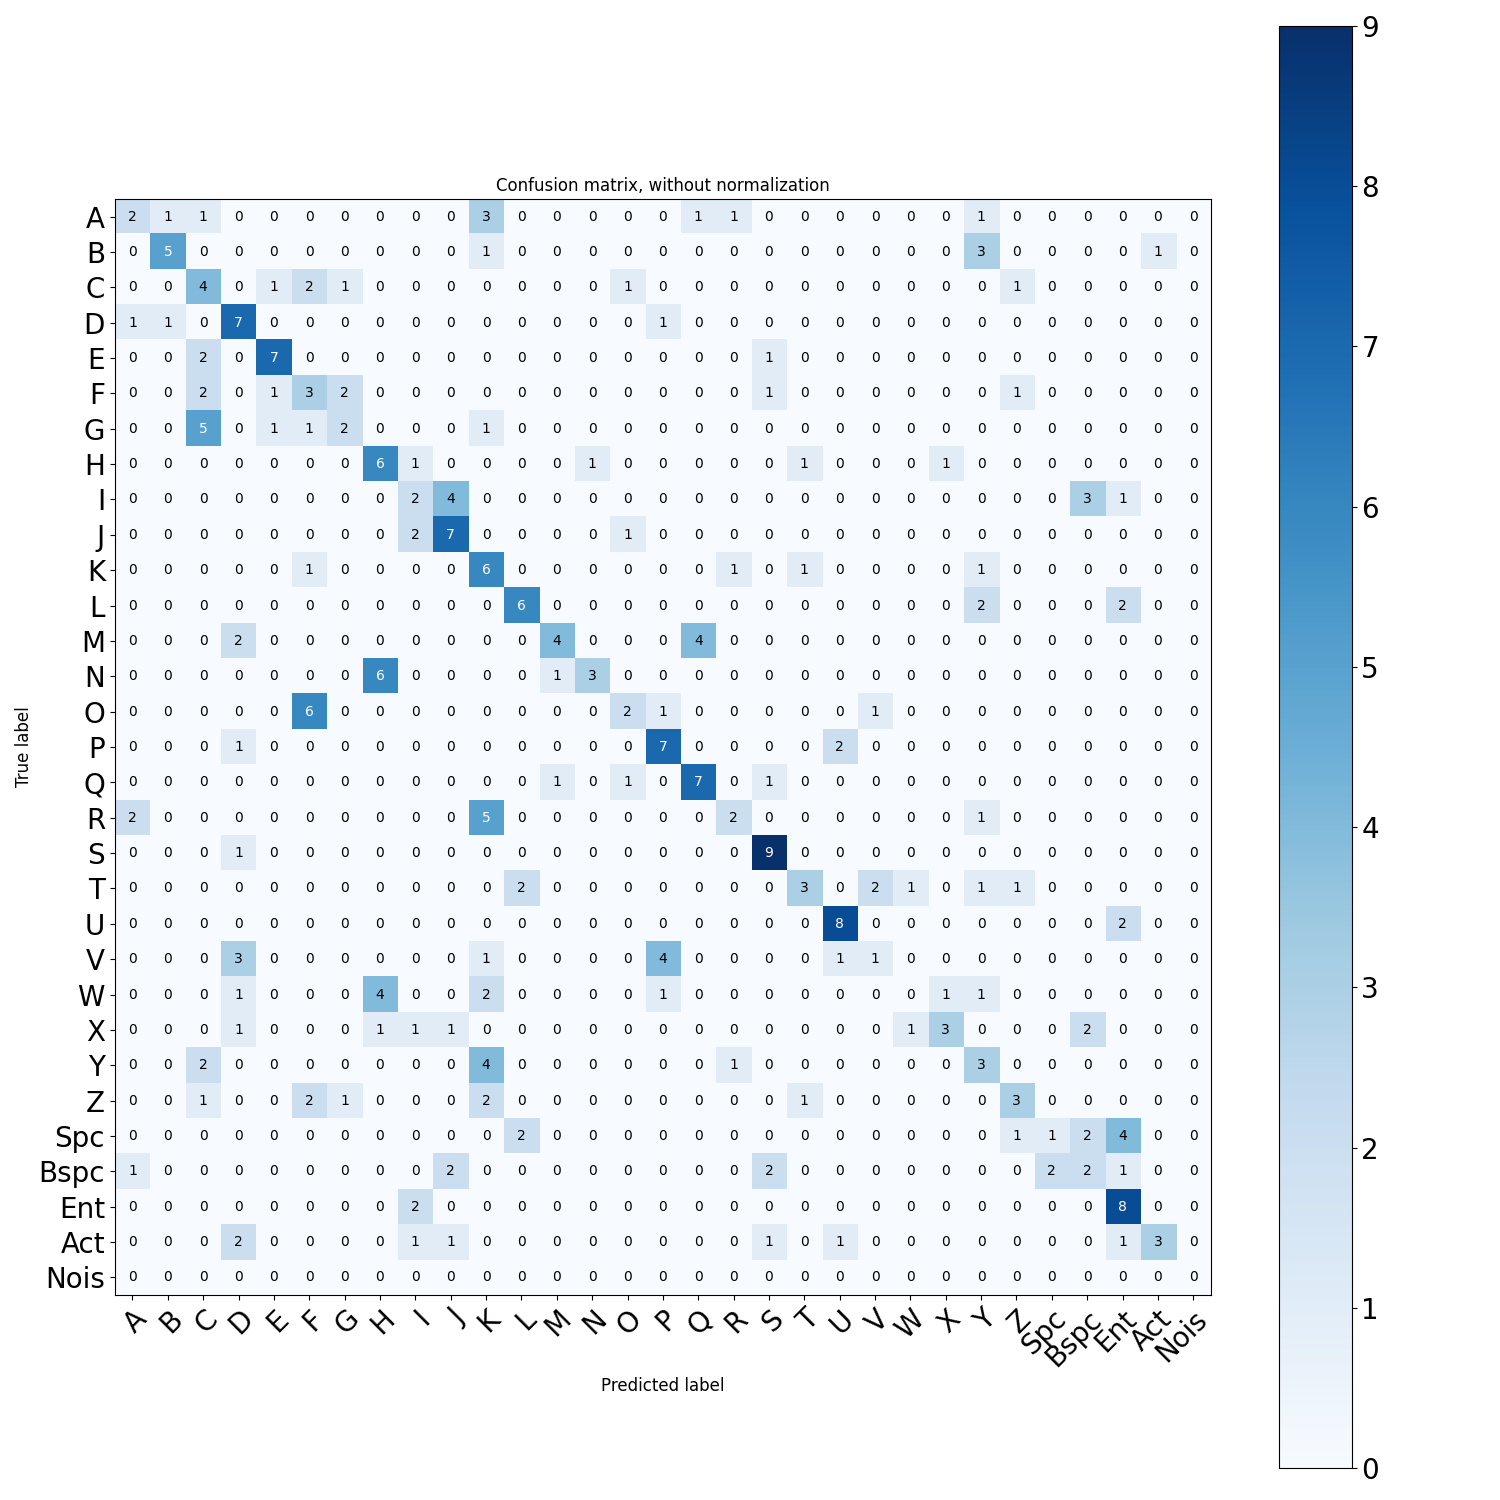 Confusion matrix, without normalization
A 2 1 1 0 0 0 0 0 0 0 3 0 0 0 0 0 1 1 0 0 0 0 0 0 1 0 0 0 0 0 0
B 0 5 0 0 0 0 0 0 0 0 1 0 0 0 0 0 0 0 0 0 0 0 0 0 3 0 0 0 0 1 0
C 0 0 4 0 1 2 1 0 0 0 0 0 0 0 1 0 0 0 0 0 0 0 0 0 0 1 0 0 0 0 0
D 1 1 0 7 0 0 0 0 0 0 0 0 0 0 0 1 0 0 0 0 0 0 0 0 0 0 0 0 0 0 0
E 0 0 2 0 7 0 0 0 0 0 0 0 0 0 0 0 0 0 1 0 0 0 0 0 0 0 0 0 0 0 0
F 0 0 2 0 1 3 2 0 0 0 0 0 0 0 0 0 0 0 1 0 0 0 0 0 0 1 0 0 0 0 0
G 0 0 5 0 1 1 2 0 0 0 1 0 0 0 0 0 0 0 0 0 0 0 0 0 0 0 0 0 0 0 0
H 0 0 0 0 0 0 0 6 1 0 0 0 0 1 0 0 0 0 0 1 0 0 0 1 0 0 0 0 0 0 0
I 0 0 0 0 0 0 0 0 2 4 0 0 0 0 0 0 0 0 0 0 0 0 0 0 0 0 0 3 1 0 0
J 0 0 0 0 0 0 0 0 2 7 0 0 0 0 1 0 0 0 0 0 0 0 0 0 0 0 0 0 0 0 0
K 0 0 0 0 0 1 0 0 0 0 6 0 0 0 0 0 0 1 0 1 0 0 0 0 1 0 0 0 0 0 0
L 0 0 0 0 0 0 0 0 0 0 0 6 0 0 0 0 0 0 0 0 0 0 0 0 2 0 0 0 2 0 0
M 0 0 0 2 0 0 0 0 0 0 0 0 4 0 0 0 4 0 0 0 0 0 0 0 0 0 0 0 0 0 0
N 0 0 0 0 0 0 0 6 0 0 0 0 1 3 0 0 0 0 0 0 0 0 0 0 0 0 0 0 0 0 0
O 0 0 0 0 0 6 0 0 0 0 0 0 0 0 2 1 0 0 0 0 0 1 0 0 0 0 0 0 0 0 0
P 0 0 0 1 0 0 0 0 0 0 0 0 0 0 0 7 0 0 0 0 2 0 0 0 0 0 0 0 0 0 0
Q 0 0 0 0 0 0 0 0 0 0 0 0 1 0 1 0 7 0 1 0 0 0 0 0 0 0 0 0 0 0 0
R 2 0 0 0 0 0 0 0 0 0 5 0 0 0 0 0 0 2 0 0 0 0 0 0 1 0 0 0 0 0 0
S 0 0 0 1 0 0 0 0 0 0 0 0 0 0 0 0 0 0 9 0 0 0 0 0 0 0 0 0 0 0 0
T 0 0 0 0 0 0 0 0 0 0 0 2 0 0 0 0 0 0 0 3 0 2 1 0 1 1 0 0 0 0 0
U 0 0 0 0 0 0 0 0 0 0 0 0 0 0 0 0 0 0 0 0 8 0 0 0 0 0 0 0 2 0 0
V 0 0 0 3 0 0 0 0 0 0 1 0 0 0 0 4 0 0 0 0 1 1 0 0 0 0 0 0 0 0 0
W 0 0 0 1 0 0 0 4 0 0 2 0 0 0 0 1 0 0 0 0 0 0 0 1 1 0 0 0 0 0 0
X 0 0 0 1 0 0 0 1 1 1 0 0 0 0 0 0 0 0 0 0 0 0 1 3 0 0 0 2 0 0 0
Y 0 0 2 0 0 0 0 0 0 0 4 0 0 0 0 0 0 1 0 0 0 0 0 0 3 0 0 0 0 0 0
Z 0 0 1 0 0 2 1 0 0 0 2 0 0 0 0 0 0 0 0 1 0 0 0 0 0 3 0 0 0 0 0
Spc 0 0 0 0 0 0 0 0 0 0 0 2 0 0 0 0 0 0 0 0 0 0 0 0 0 1 1 2 4 0 0
Bspc 1 0 0 0 0 0 0 0 0 2 0 0 0 0 0 0 0 0 2 0 0 0 0 0 0 0 2 2 1 0 0
Ent 0 0 0 0 0 0 0 0 2 0 0 0 0 0 0 0 0 0 0 0 0 0 0 0 0 0 0 0 8 0 0
Act 0 0 0 2 0 0 0 0 1 1 0 0 0 0 0 0 0 0 1 0 1 0 0 0 0 0 0 0 1 3 0
Nois 0 0 0 0 0 0 0 0 0 0 0 0 0 0 0 0 0 0 0 0 0 0 0 0 0 0 0 0 0 0 0
A B C D E F G H I J K L M N O P Q R S T U V W X Y Z Spc Bspc Ent Act Nois
Predicted label
True label
9
8
7
6
5
4
3
2
1
0